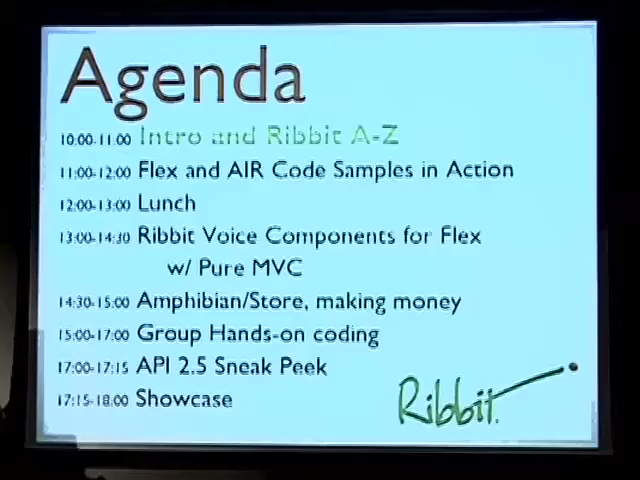 Agenda
10:00-11:00 Intro and Ribbit A-Z
11:00-12:00 Flex and AIR Code Samples in Action
12:00-13:00 Lunch
13:00-14:30 Ribbit Voice Components for Flex
w/ Pure MVC
14:30-15:00 Amphibian/Store, making money
15:00-17:00 Group Hands-on coding
17:00-17:15 API 2.5 Sneak Peek
17:15-18:00 Showcase
Ribbit.